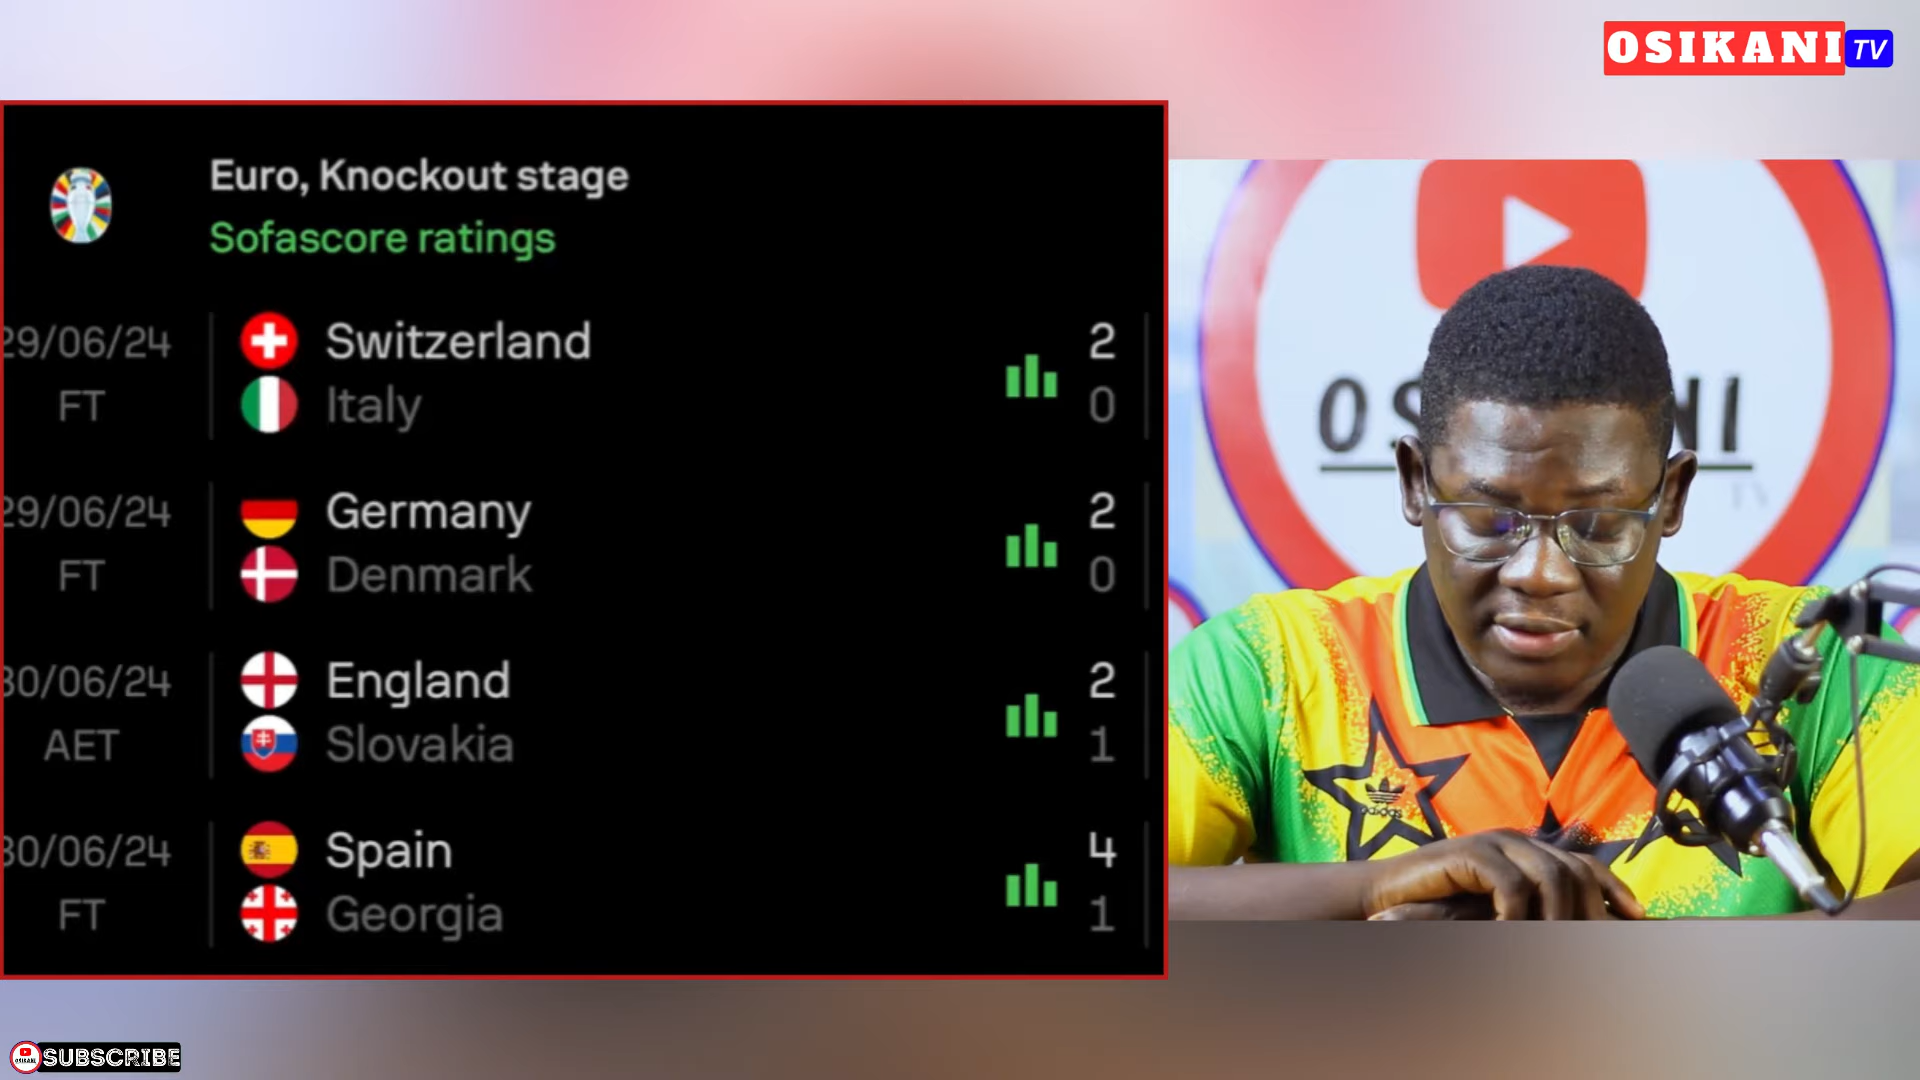 OSIKANI TV
Euro, Knockout stage
Sofascore ratings
29/06/24
FT
Switzerland 2
Italy 0
29/06/24
FT
Germany 2
Denmark 0
30/06/24
AET
England 2
Slovakia 1
30/06/24
FT
Spain 4
Georgia 1
adidas
SUBSCRIBE